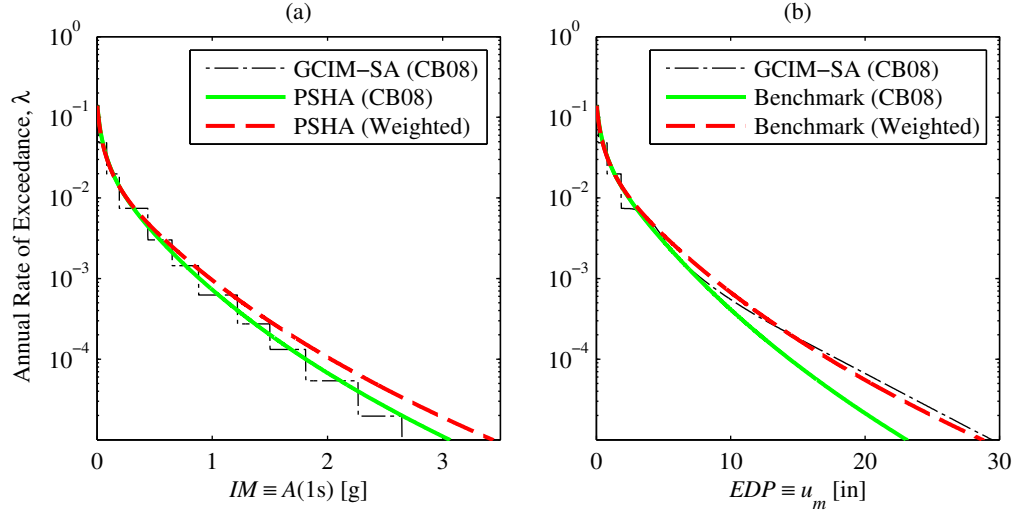 (a)
10^0
10^-1
10^-2
10^-3
10^-4
Annual Rate of Exceedance, λ
GCIM−SA (CB08)
PSHA (CB08)
PSHA (Weighted)
0 1 2 3
IM ≡ A(1s) [g]
(b)
10^0
10^-1
10^-2
10^-3
10^-4
GCIM−SA (CB08)
Benchmark (CB08)
Benchmark (Weighted)
0 10 20 30
EDP ≡ u_m [in]